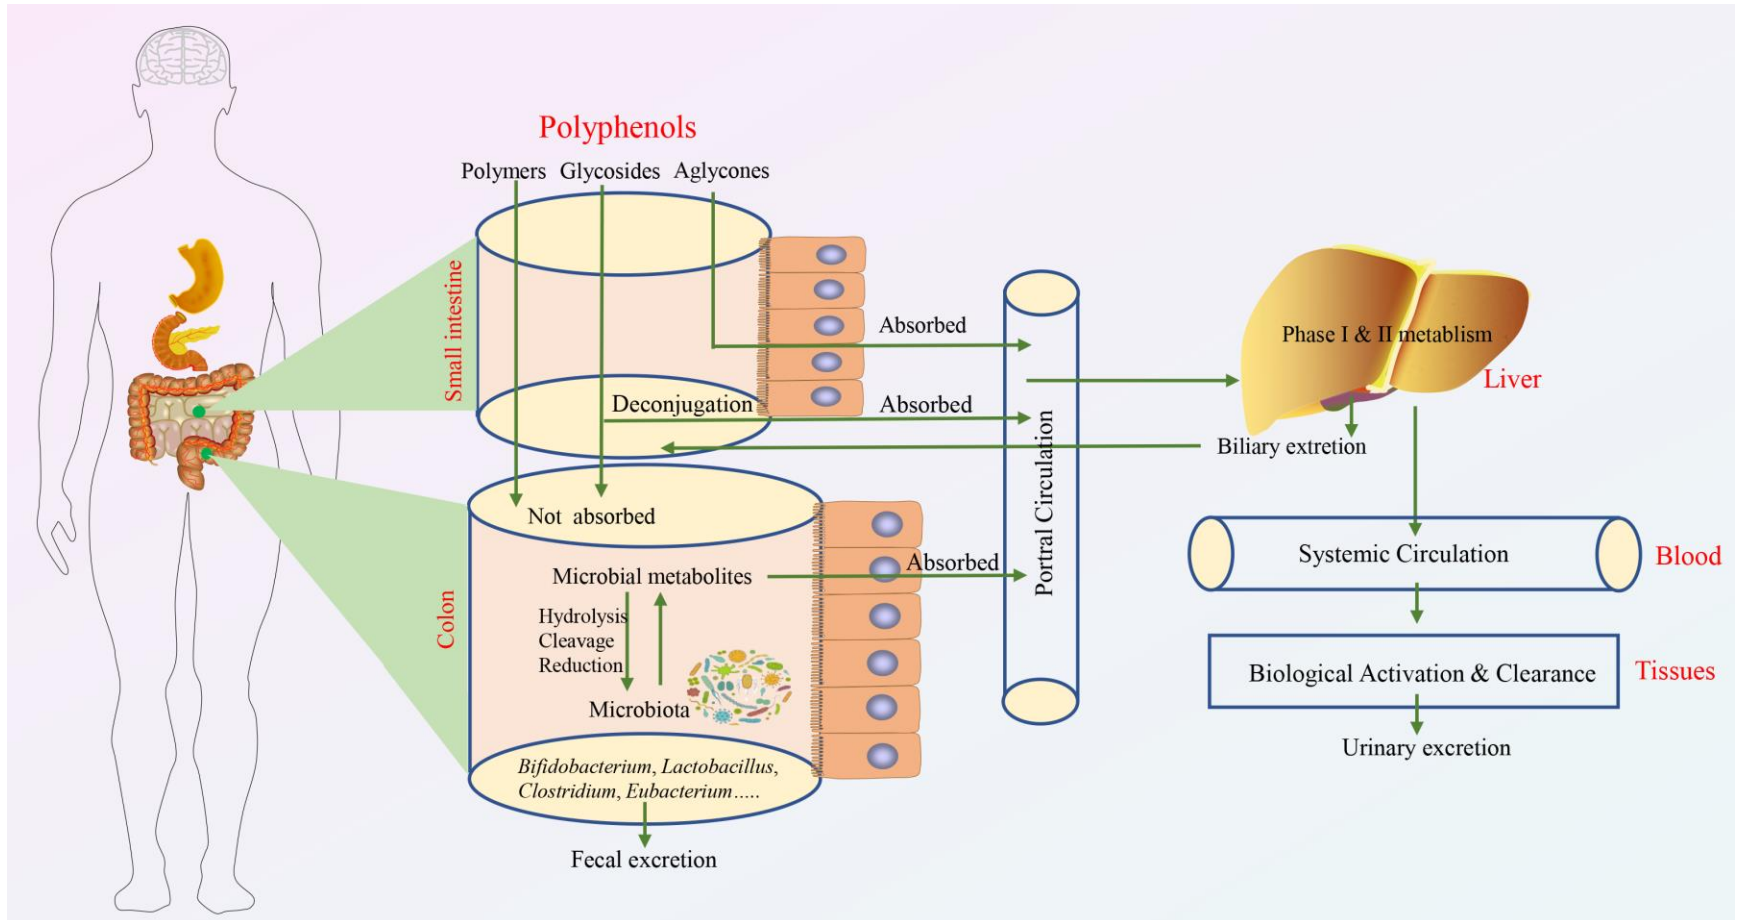 Polyphenols
Polymers
Glycosides
Aglycones
Small intestine
Absorbed
Deconjugation
Absorbed
Phase I & II metablism
Liver
Biliary extretion
Portral Circulation
Not absorbed
Colon
Microbial metabolites
Absorbed
Hydrolysis
Cleavage
Reduction
Microbiota
Bifidobacterium, Lactobacillus,
Clostridium, Eubacterium.....
Fecal excretion
Systemic Circulation
Blood
Biological Activation & Clearance
Tissues
Urinary excretion